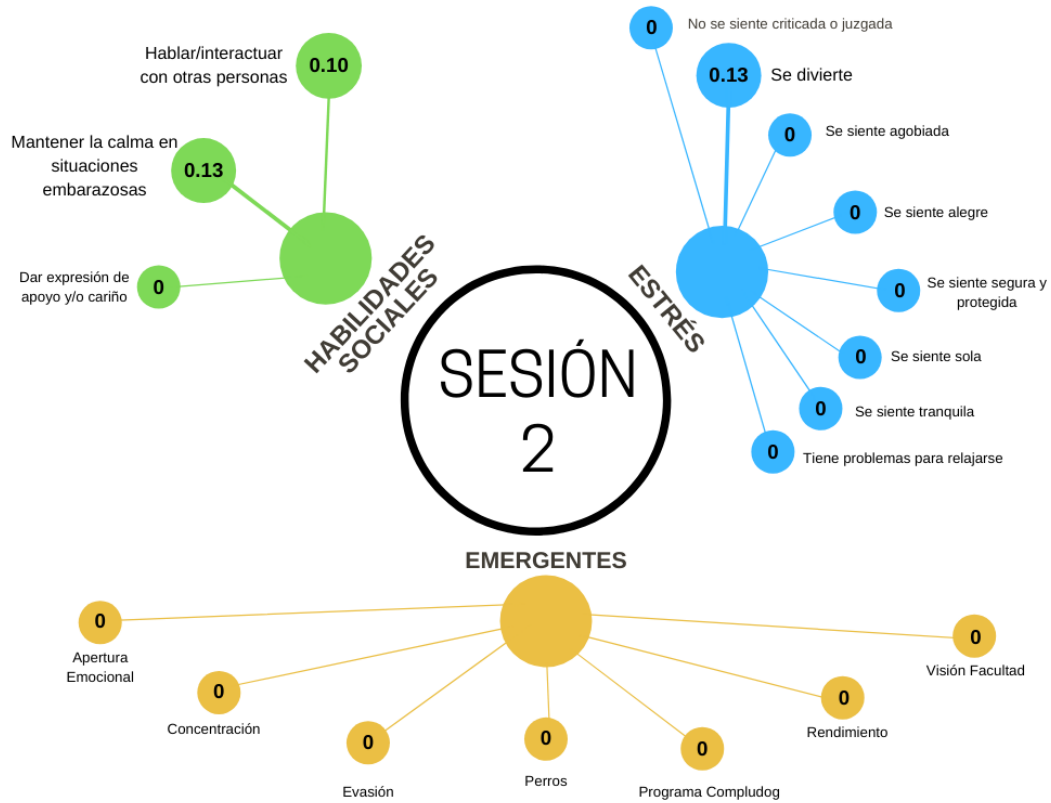 0.10
Hablar/interactuar
con otras personas
0.13
Mantener la calma en
situaciones
embarazosas
0
Dar expresión de
apoyo y/o cariño
HABILIDADES
SOCIALES
0
No se siente criticada o juzgada
0.13
Se divierte
0
Se siente agobiada
0
Se siente alegre
0
Se siente segura y
protegida
0
Se siente sola
0
Se siente tranquila
0
Tiene problemas para relajarse
ESTRÉS
SESIÓN
2
EMERGENTES
0
Apertura
Emocional
0
Concentración
0
Evasión
0
Perros
0
Programa Compludog
0
Rendimiento
0
Visión Facultad